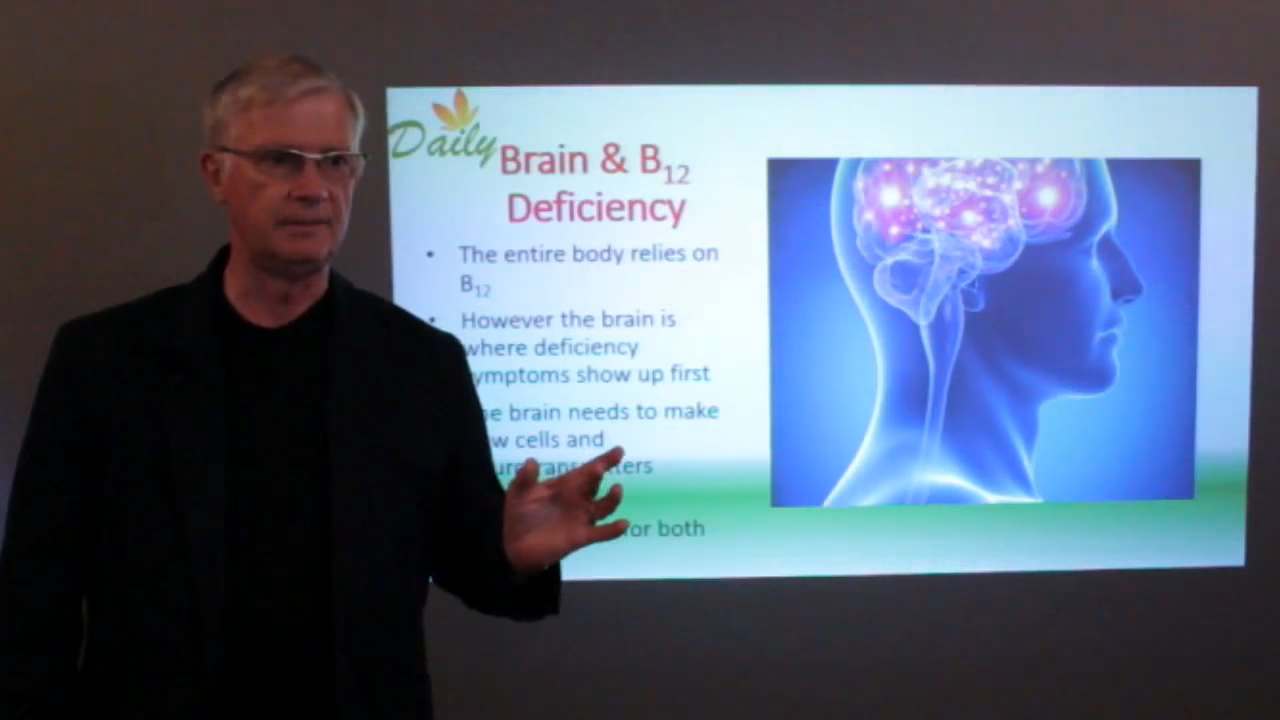 Daily
Brain & B12
Deficiency
• The entire body relies on
B12
• However the brain is
where deficiency
ymptoms show up first
e brain needs to make
w cells and
for both